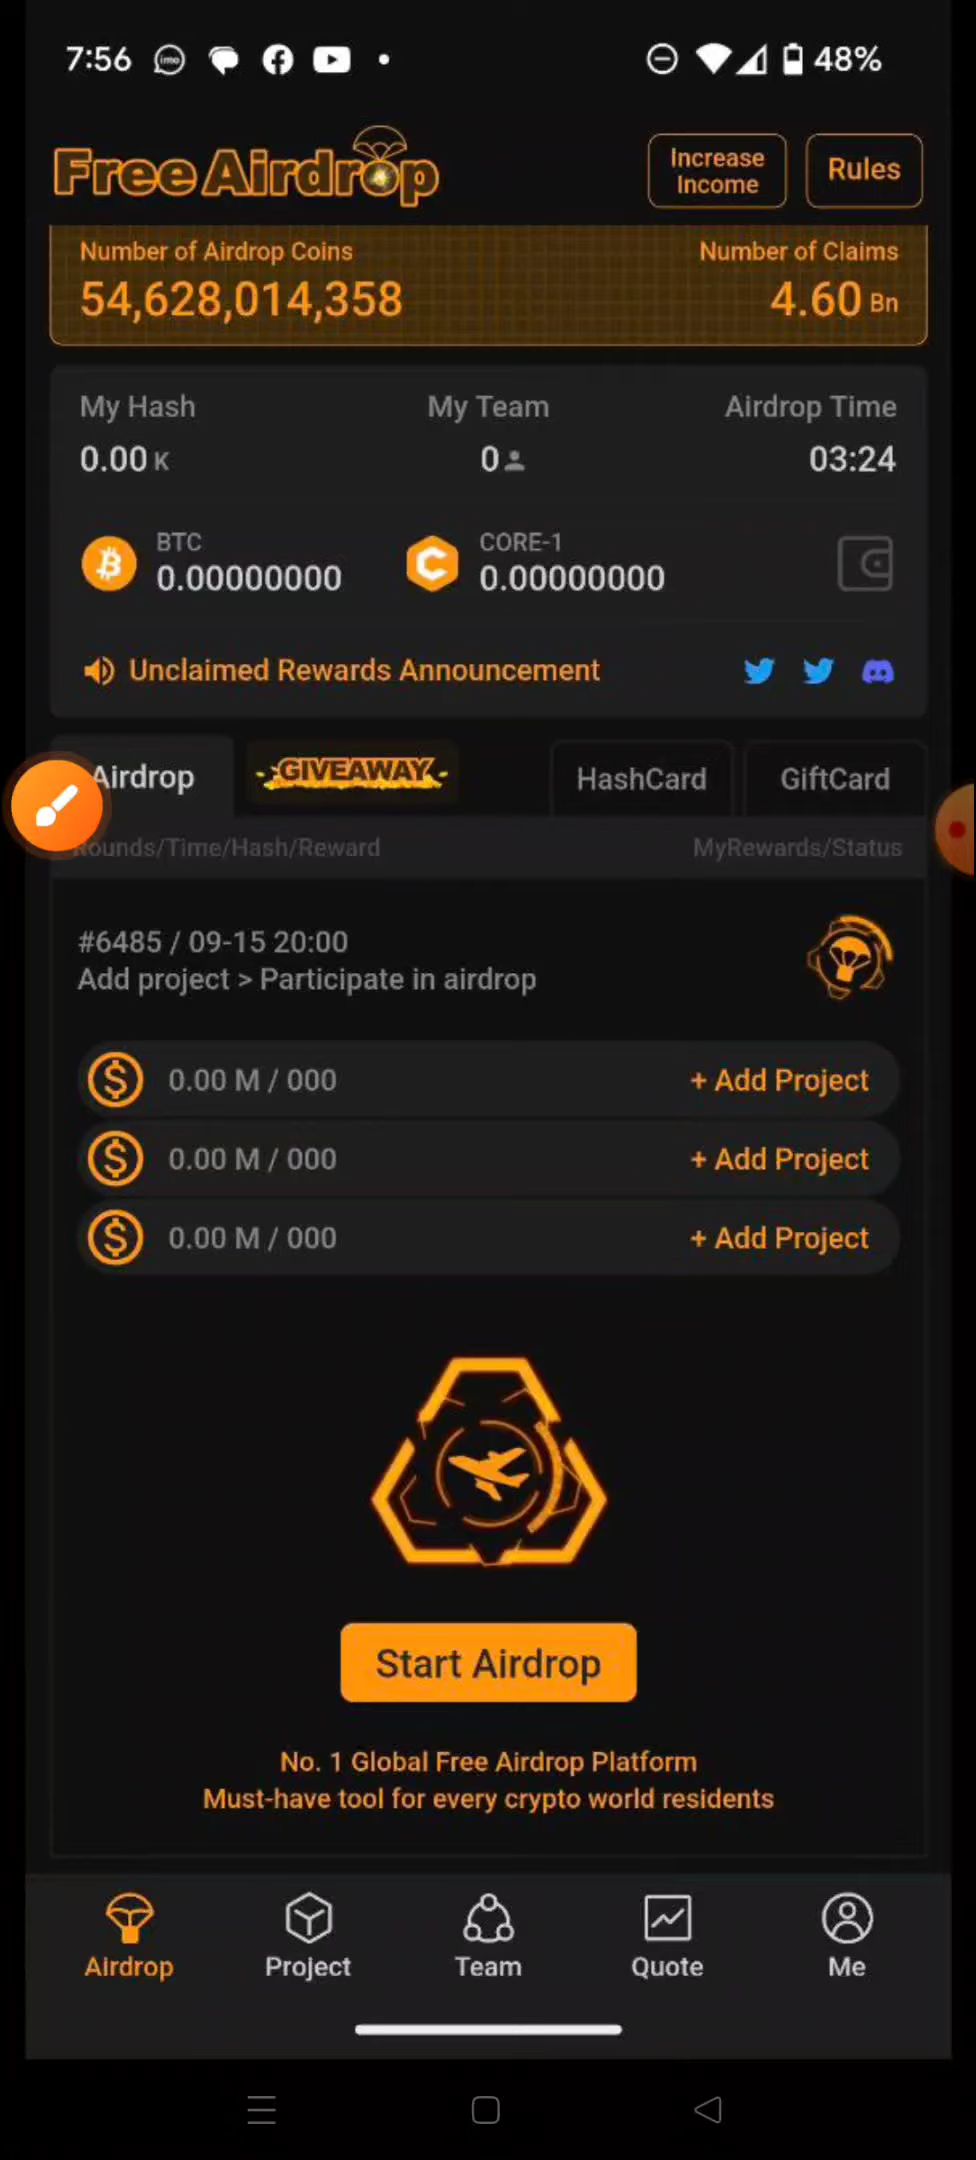 7:56 imo 48%
Free Airdrop
Increase
Income
Rules
Number of Airdrop Coins Number of Claims
54,628,014,358 4.60 Bn
My Hash My Team Airdrop Time
0.00 K 0 03:24
BTC CORE-1
0.00000000 0.00000000
Unclaimed Rewards Announcement
Airdrop GIVEAWAY HashCard GiftCard
Rounds/Time/Hash/Reward MyRewards/Status
#6485 / 09-15 20:00
Add project > Participate in airdrop
0.00 M / 000 + Add Project
0.00 M / 000 + Add Project
0.00 M / 000 + Add Project
Start Airdrop
No. 1 Global Free Airdrop Platform
Must-have tool for every crypto world residents
Airdrop Project Team Quote Me